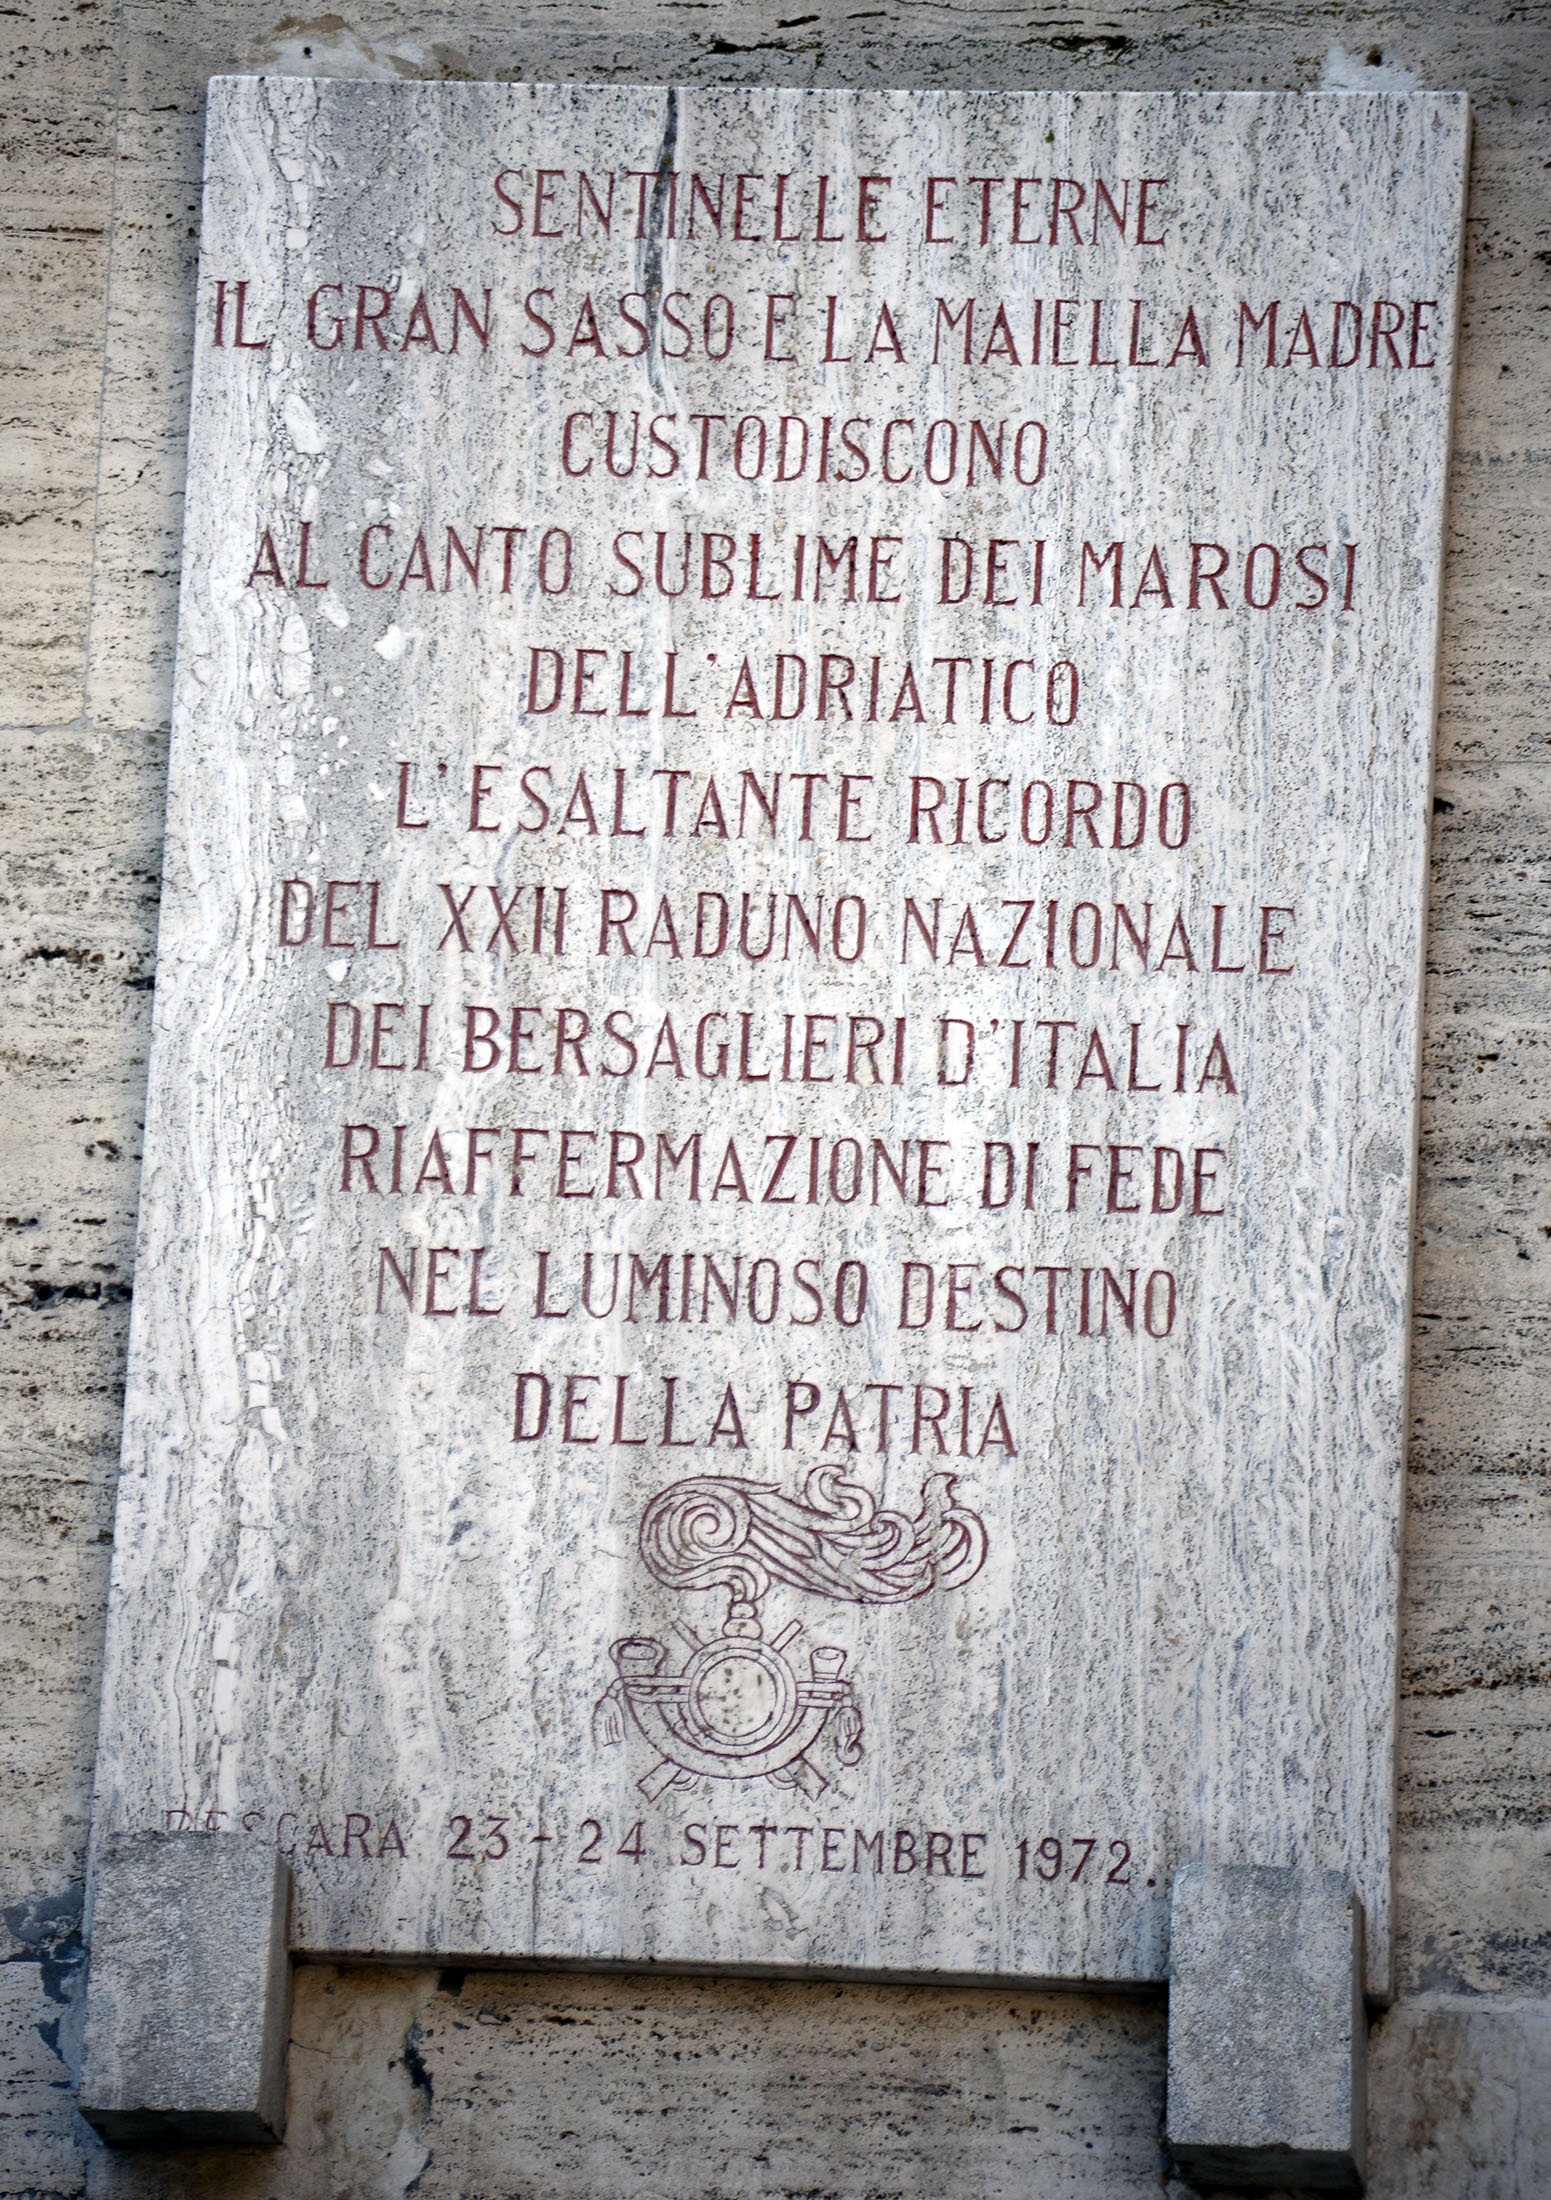 SENTINELLE ETERNE
IL GRAN SASSO E LA MAIELLA MADRE
CUSTODISCONO
AL CANTO SUBLIME DEI MAROSI
DELL'ADRIATICO
L'ESALTANTE RICORDO
DEL XXII RADUNO NAZIONALE
DEI BERSAGLIERI D'ITALIA
RIAFFERMAZIONE DI FEDE
NEL LUMINOSO DESTINO
DELLA PATRIA
PESCARA 23-24 SETTEMBRE 1972.